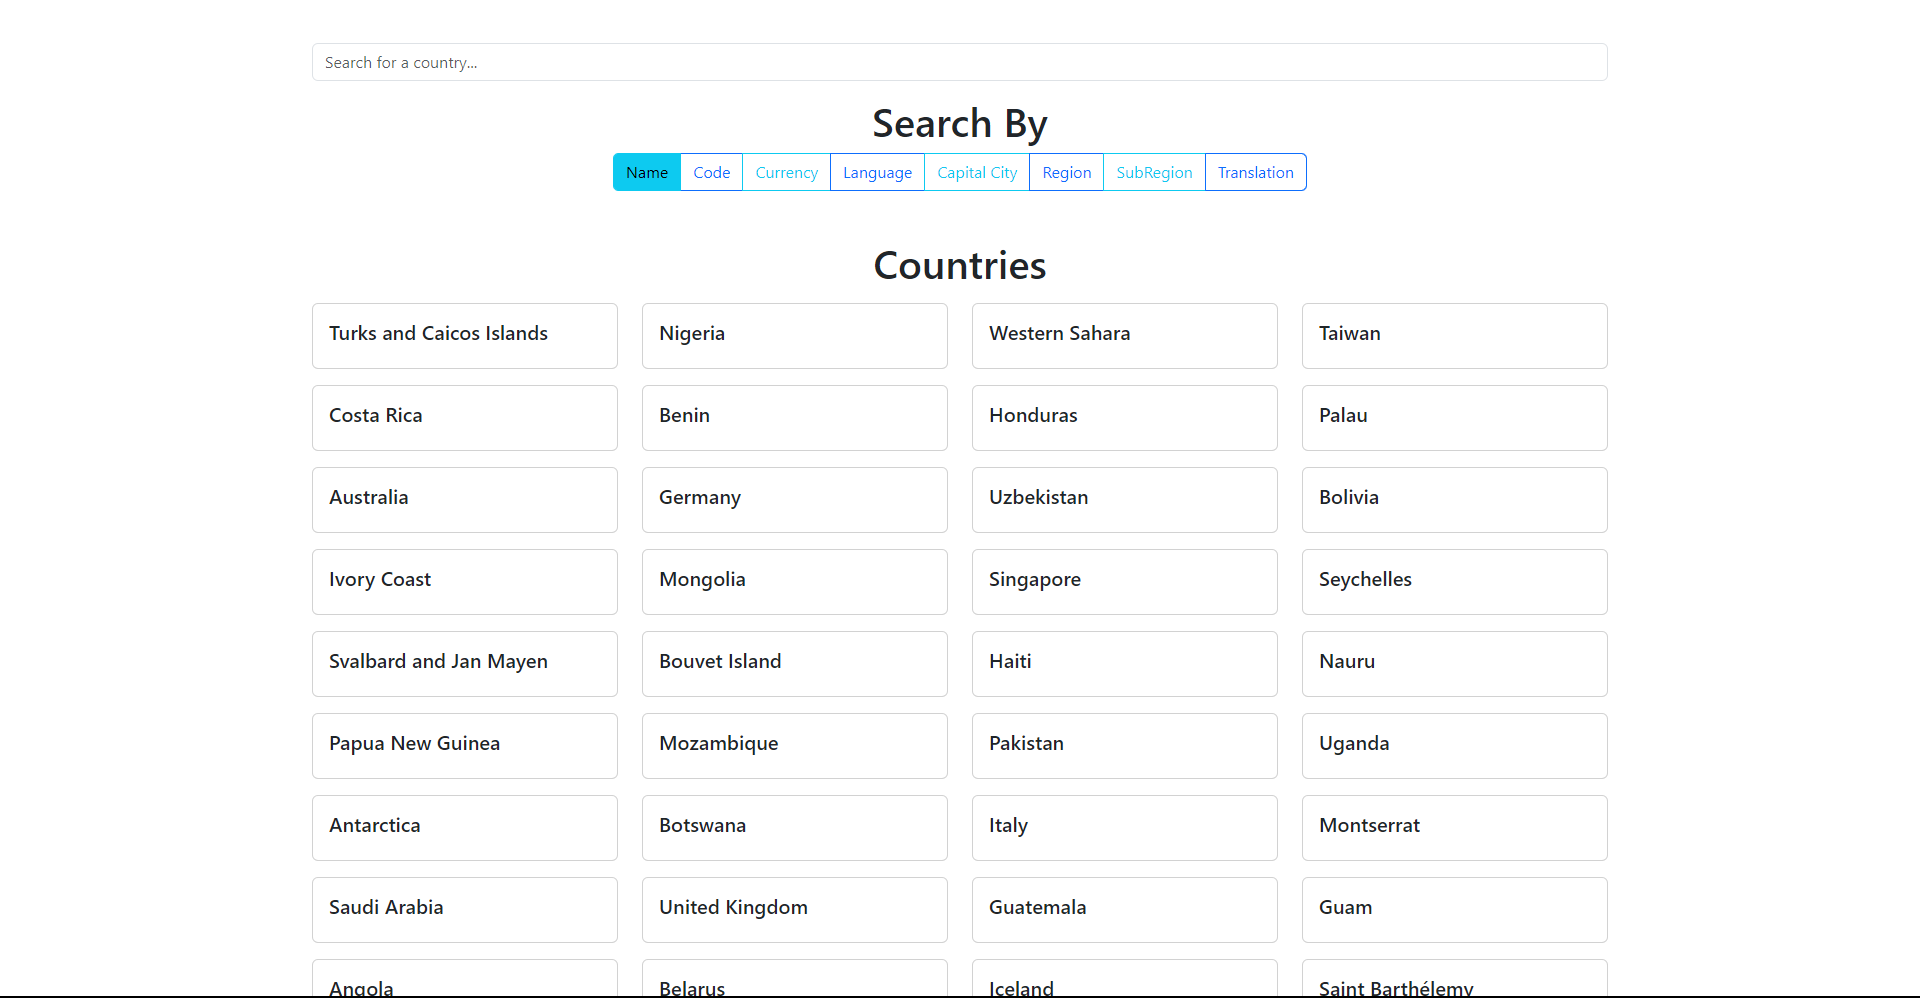 Search for a country...
Search By
Name Code Currency Language Capital City Region SubRegion Translation
Countries
Turks and Caicos Islands Nigeria Western Sahara Taiwan
Costa Rica Benin Honduras Palau
Australia Germany Uzbekistan Bolivia
Ivory Coast Mongolia Singapore Seychelles
Svalbard and Jan Mayen Bouvet Island Haiti Nauru
Papua New Guinea Mozambique Pakistan Uganda
Antarctica Botswana Italy Montserrat
Saudi Arabia United Kingdom Guatemala Guam
Angola Belarus Iceland Saint Barthélemy